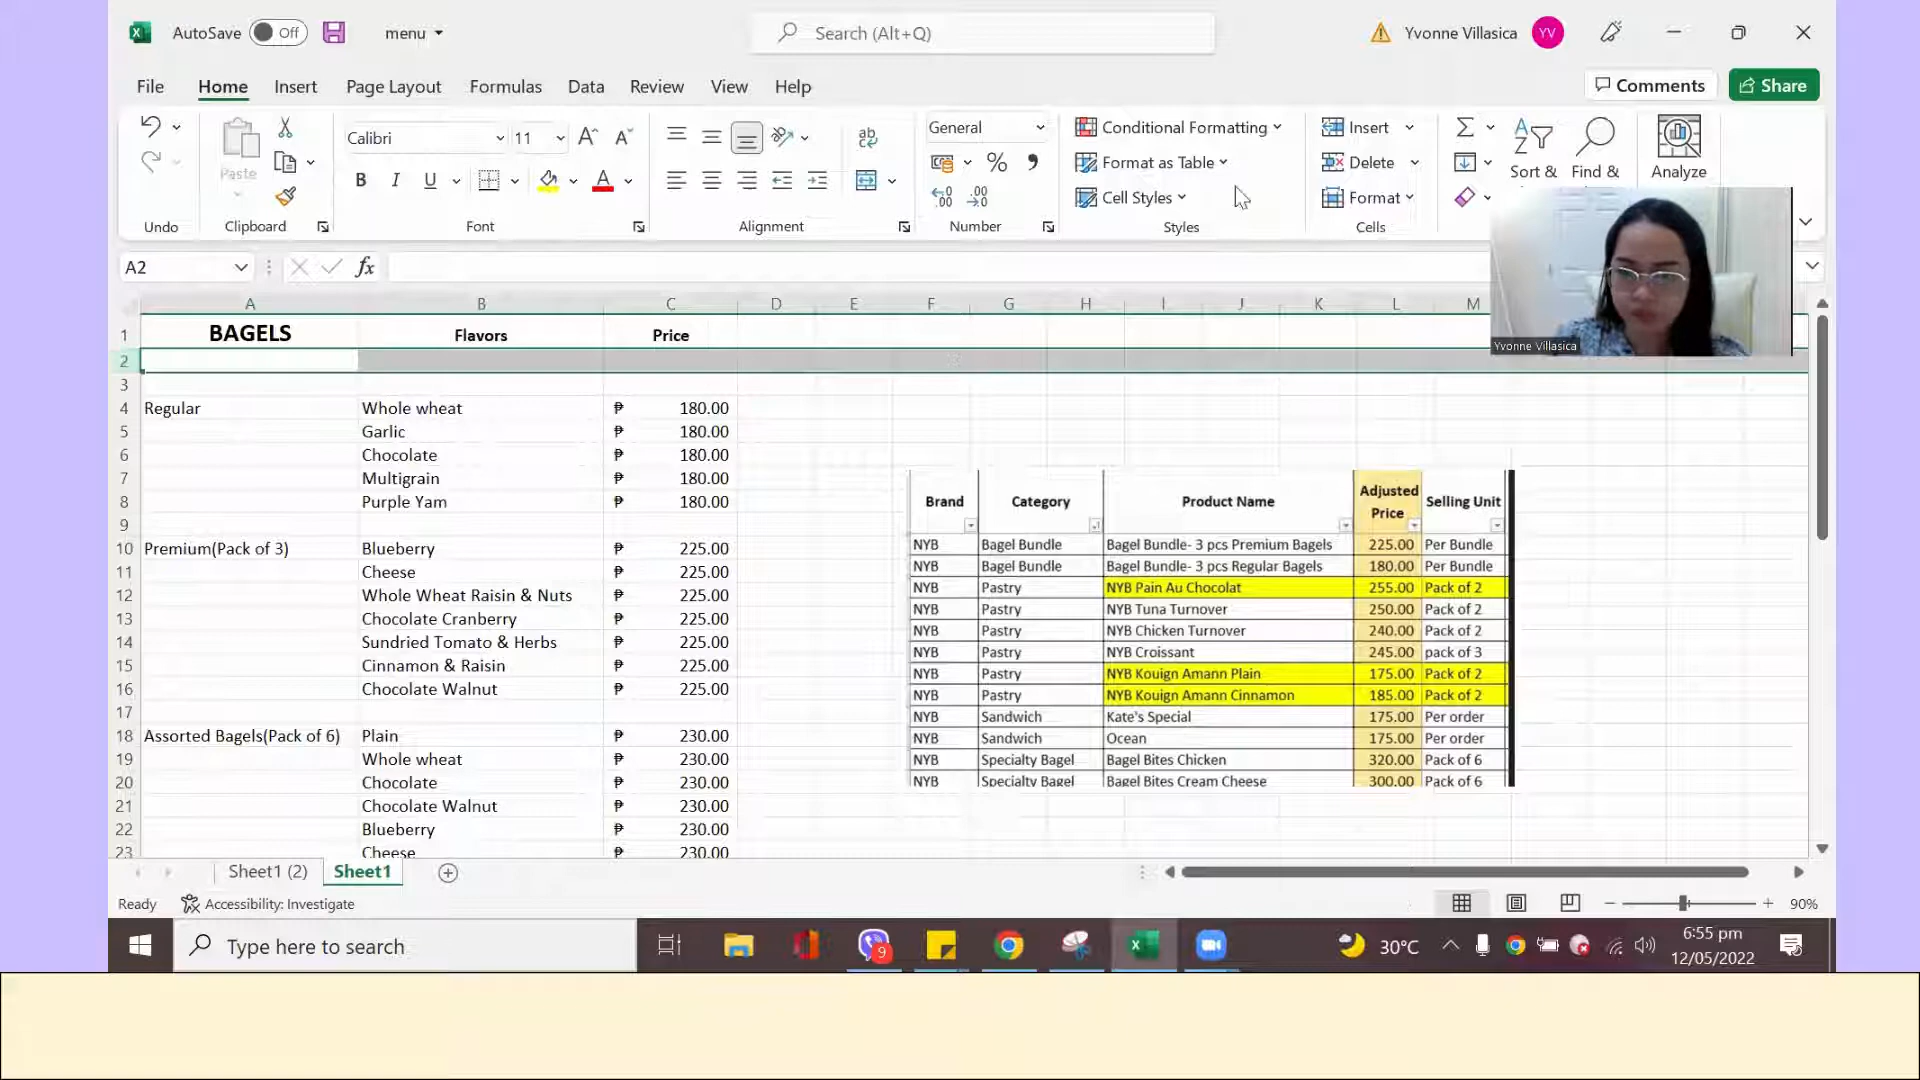 AutoSave Off menu Search (Alt+Q) Yvonne Villasica YV
File Home Insert Page Layout Formulas Data Review View Help Comments Share
Calibri 11 General Conditional Formatting Insert
Paste Format as Table Delete Sort & Find & Analyze
B I U Cell Styles Format
Undo Clipboard Font Alignment Number Styles Cells
A2 fx
Yvonne Villasica
A B C D E F G H I J K L M
1 BAGELS Flavors Price
2
3
4 Regular Whole wheat ₱ 180.00
5 Garlic ₱ 180.00
6 Chocolate ₱ 180.00
7 Multigrain ₱ 180.00
8 Purple Yam ₱ 180.00
9
10 Premium(Pack of 3) Blueberry ₱ 225.00
11 Cheese ₱ 225.00
12 Whole Wheat Raisin & Nuts ₱ 225.00
13 Chocolate Cranberry ₱ 225.00
14 Sundried Tomato & Herbs ₱ 225.00
15 Cinnamon & Raisin ₱ 225.00
16 Chocolate Walnut ₱ 225.00
17
18 Assorted Bagels(Pack of 6) Plain ₱ 230.00
19 Whole wheat ₱ 230.00
20 Chocolate ₱ 230.00
21 Chocolate Walnut ₱ 230.00
22 Blueberry ₱ 230.00
23 Cheese ₱ 230.00
Brand Category Product Name Adjusted Price Selling Unit
NYB Bagel Bundle Bagel Bundle- 3 pcs Premium Bagels 225.00 Per Bundle
NYB Bagel Bundle Bagel Bundle- 3 pcs Regular Bagels 180.00 Per Bundle
NYB Pastry NYB Pain Au Chocolat 255.00 Pack of 2
NYB Pastry NYB Tuna Turnover 250.00 Pack of 2
NYB Pastry NYB Chicken Turnover 240.00 Pack of 2
NYB Pastry NYB Croissant 245.00 pack of 3
NYB Pastry NYB Kouign Amann Plain 175.00 Pack of 2
NYB Pastry NYB Kouign Amann Cinnamon 185.00 Pack of 2
NYB Sandwich Kate's Special 175.00 Per order
NYB Sandwich Ocean 175.00 Per order
NYB Specialty Bagel Bagel Bites Chicken 320.00 Pack of 6
NYB Specialty Bagel Bagel Bites Cream Cheese 300.00 Pack of 6
Sheet1 (2) Sheet1
Ready Accessibility: Investigate 90%
Type here to search 9 30°C 6:55 pm
12/05/2022